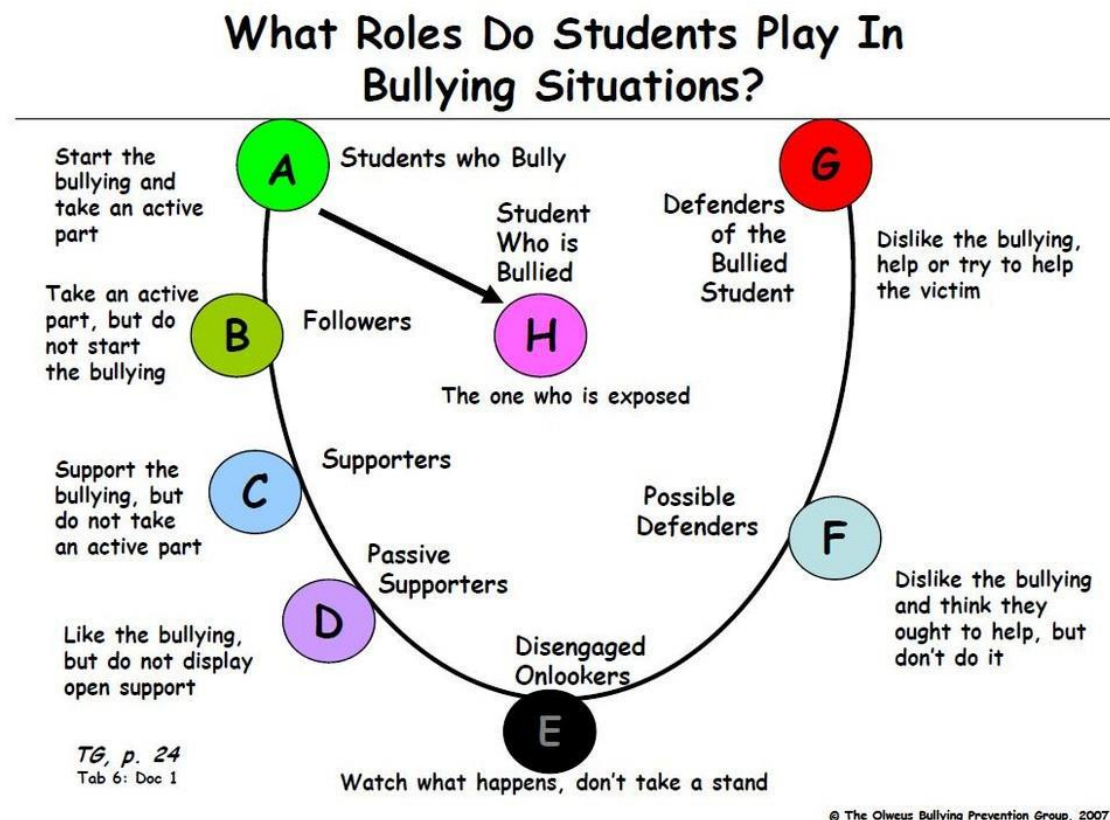 What Roles Do Students Play In
Bullying Situations?
Start the
bullying and
take an active
part
A
Students who Bully
Student
Who is
Bullied
H
The one who is exposed
Take an active
part, but do
not start
the bullying
B
Followers
Support the
bullying, but
do not take
an active part
C
Supporters
Like the bullying,
but do not display
open support
D
Passive
Supporters
Disengaged
Onlookers
E
Watch what happens, don't take a stand
Possible
Defenders
F
Dislike the bullying
and think they
ought to help, but
don't do it
G
Defenders
of the
Bullied
Student
Dislike the bullying,
help or try to help
the victim
TG, p. 24
Tab 6: Doc 1
© The Olweus Bullying Prevention Group, 2007